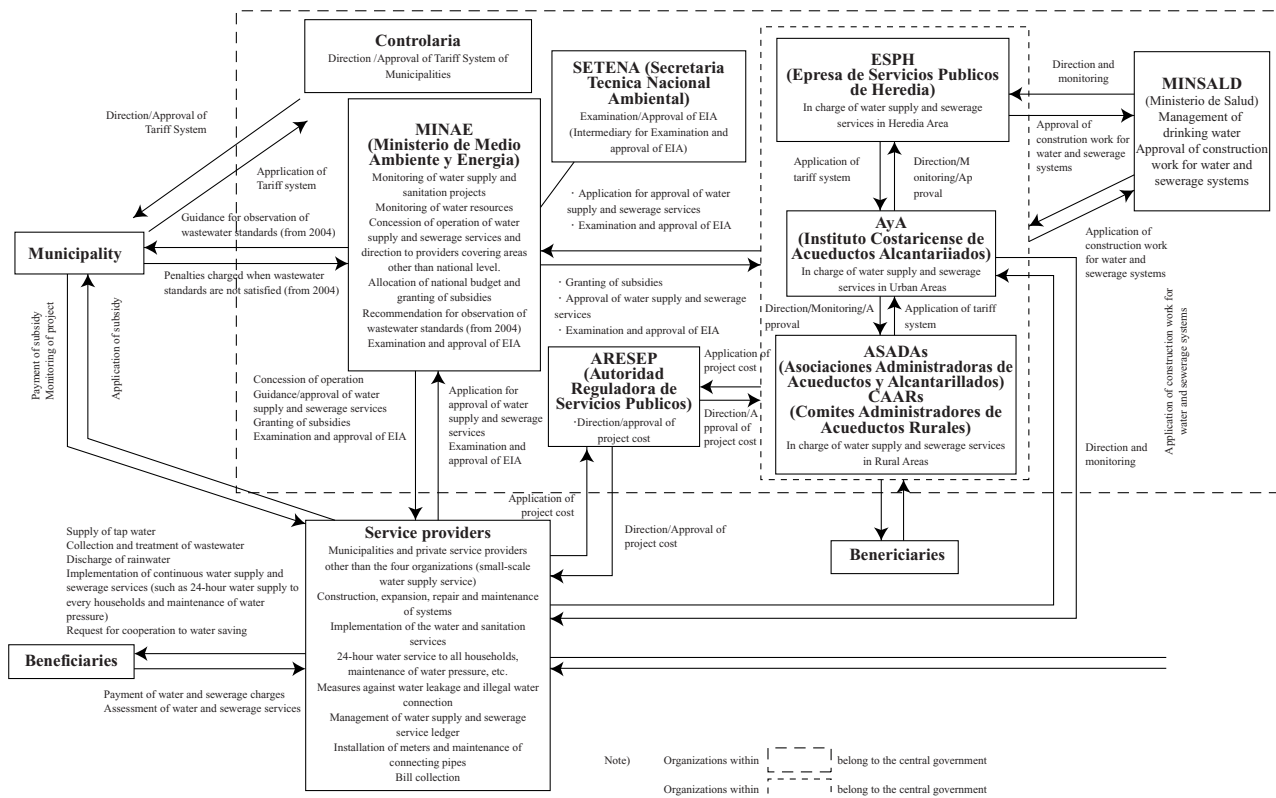 Controlaria
Direction /Approval of Tariff System of
Municipalities
SETENA (Secretaria
Tecnica Nacional
Ambiental)
Examination/Approval of EIA
(Intermediary for Examination and
approval of EIA)
ESPH
(Epresa de Servicios Publicos
de Heredia)
In charge of water supply and sewerage
services in Heredia Area
Direction and
monitoring
MINSALD
(Ministerio de Salud)
Management of
drinking water
Approval of construction
work for water and
sewerage systems
Direction/Approval of
Tariff System
Application of
Tariff system
MINAE
(Ministerio de Medio
Ambiente y Energia)
Monitoring of water supply and
sanitation projects
Monitoring of water resources
Concession of operation of water
supply and sewerage services and
direction to providers covering areas
other than national level.
Allocation of national budget and
granting of subsidies
Recommendation for observation of
wastewater standards (from 2004)
Examination and approval of EIA
Application of
tariff system
Direction/M
onitoring/Ap
proval
Approval of
constrution work for
water and sewerage
systems
· Application for approval of water
supply and sewerage services
· Examination and approval of EIA
Guidance for observation of
wastewater standards (from 2004)
Municipality
Penalties charged when wastewater
standards are not satisfied (from 2004)
AyA
(Instituto Costaricense de
Acueductos Alcantariiados)
In charge of water supply and sewerage
services in Urban Areas
Application of
construction work for
water and sewerage
systems
· Granting of subsidies
· Approval of water supply and sewerage
services
· Examination and approval of EIA
Direction/Monitoring/A
pproval
Application of tariff
system
Payment of subsidy
Monitoring of project
Application of subsidy
ARESEP
(Autoridad
Reguladora de
Servicios Publicos)
·Direction/approval of
project cost
Application of
project cost
Direction/A
pproval of
project cost
ASADAs
(Asociaciones Administradoras de
Acueductos y Alcantarillados)
CAARs
(Comites Administradores de
Acueductos Rurales)
In charge of water supply and sewerage services
in Rural Areas
Application of construction work for
water and sewerage systems
Direction and
monitoring
Concession of operation
Guidance/approval of water
supply and sewerage services
Granting of subsidies
Examination and approval of EIA
Application for
approval of water
supply and sewerage
services
Examination and
approval of EIA
Application of
project cost
Direction/Approval of
project cost
Benericiaries
Supply of tap water
Collection and treatment of wastewater
Discharge of rainwater
Implementation of continuous water supply and
sewerage services (such as 24-hour water supply to
every households and maintenance of water
pressure)
Request for cooperation to water saving
Beneficiaries
Payment of water and sewerage charges
Assessment of water and sewerage services
Service providers
Municipalities and private service providers
other than the four organizations (small-scale
water supply service)
Construction, expansion, repair and maintenance
of systems
Implementation of the water and sanitation
services
24-hour water service to all households,
maintenance of water pressure, etc.
Measures against water leakage and illegal water
connection
Management of water supply and sewerage
service ledger
Installation of meters and maintenance of
connecting pipes
Bill collection
Note) Organizations within belong to the central government
Organizations within belong to the central government